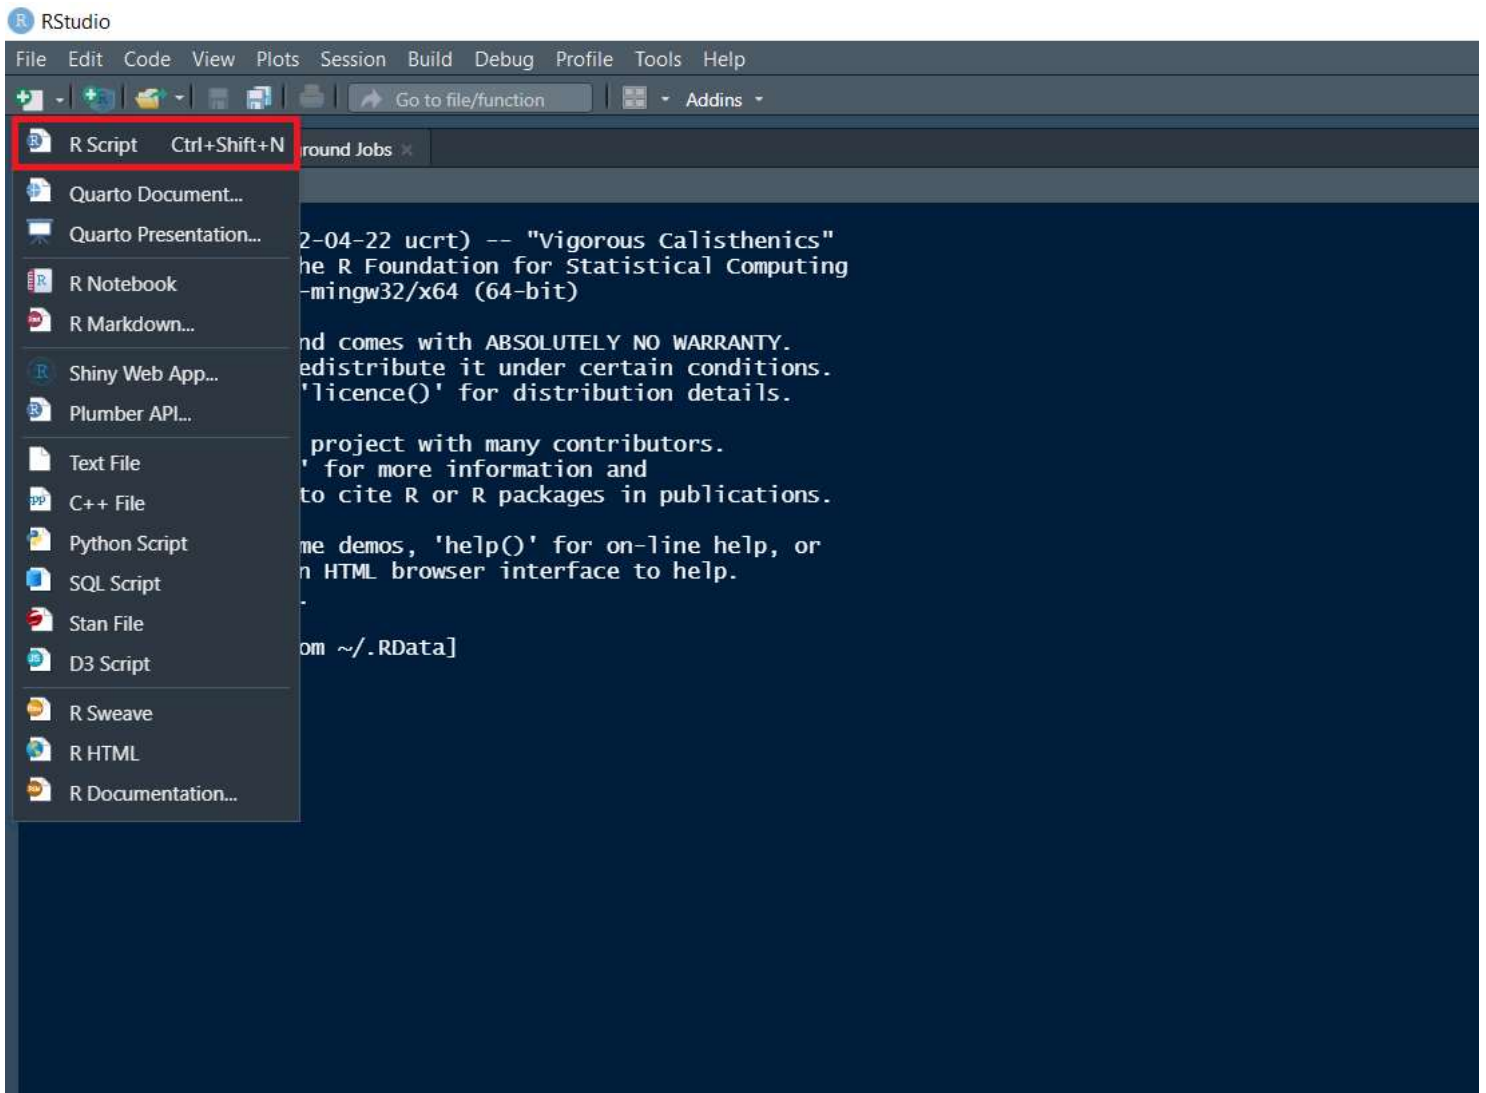 RStudio
File Edit Code View Plots Session Build Debug Profile Tools Help
Go to file/function Addins
R Script Ctrl+Shift+N
round Jobs
Quarto Document...
Quarto Presentation...
R Notebook
R Markdown...
Shiny Web App...
Plumber API...
Text File
C++ File
Python Script
SQL Script
Stan File
D3 Script
R Sweave
R HTML
R Documentation...
2-04-22 ucrt) -- "Vigorous Calisthenics"
he R Foundation for Statistical Computing
-mingw32/x64 (64-bit)
nd comes with ABSOLUTELY NO WARRANTY.
edistribute it under certain conditions.
'licence()' for distribution details.
project with many contributors.
' for more information and
to cite R or R packages in publications.
me demos, 'help()' for on-line help, or
n HTML browser interface to help.
.
om ~/.RData]